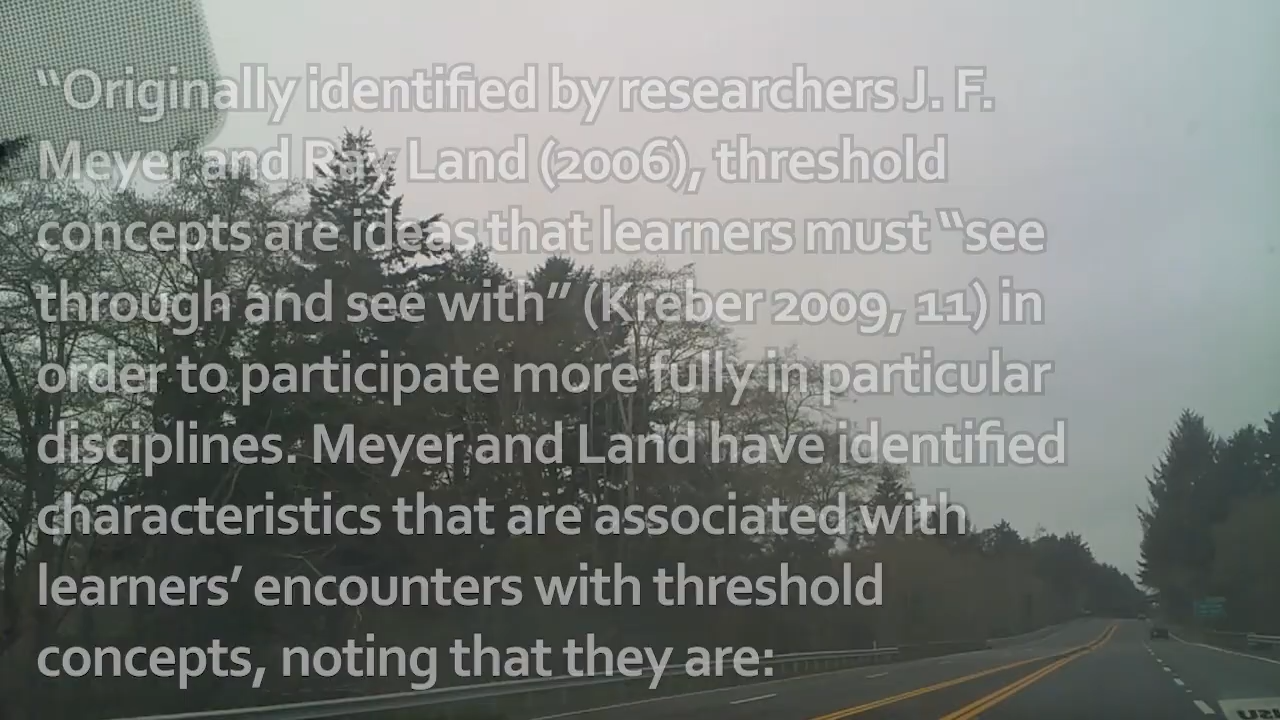 “Originally identified by researchers J. F.
Meyer and Ray Land (2006), threshold
concepts are ideas that learners must “see
through and see with” (Kreber 2009, 11) in
order to participate more fully in particular
disciplines. Meyer and Land have identified
characteristics that are associated with
learners’ encounters with threshold
concepts, noting that they are: